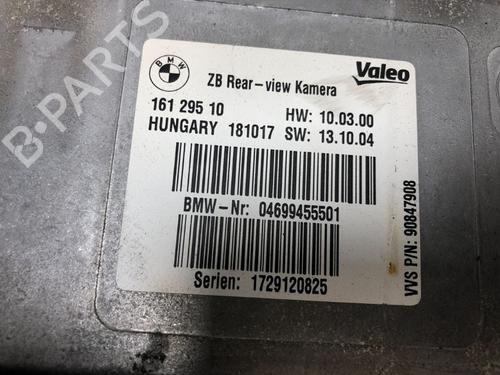 BMW
Valeo
ZB Rear-view Kamera
161 295 10 HW: 10.03.00
HUNGARY 181017 SW: 13.10.04
BMW-Nr: 04699455501
Serien: 1729120825
VVS P/N: 90847908
B-PARTS